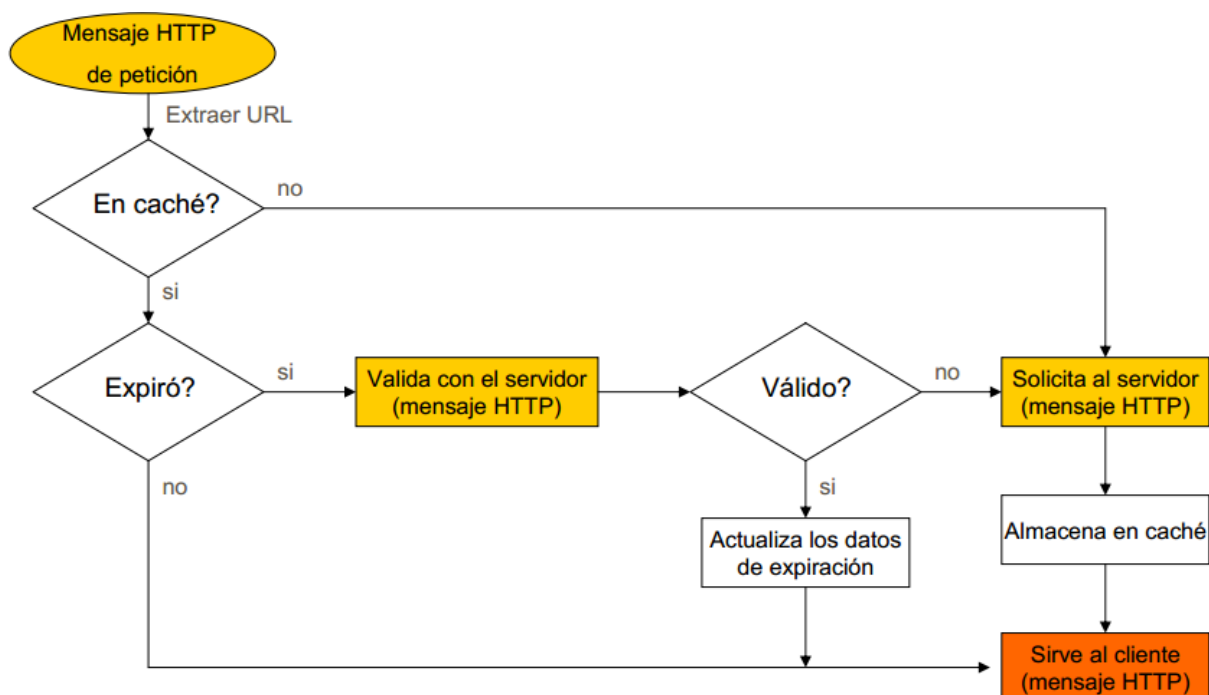 Mensaje HTTP
de petición
Extraer URL
En caché?
no
si
Expiró?
si
Valida con el servidor
(mensaje HTTP)
Válido?
no
Solicita al servidor
(mensaje HTTP)
no
si
Actualiza los datos
de expiración
Almacena en caché
Sirve al cliente
(mensaje HTTP)